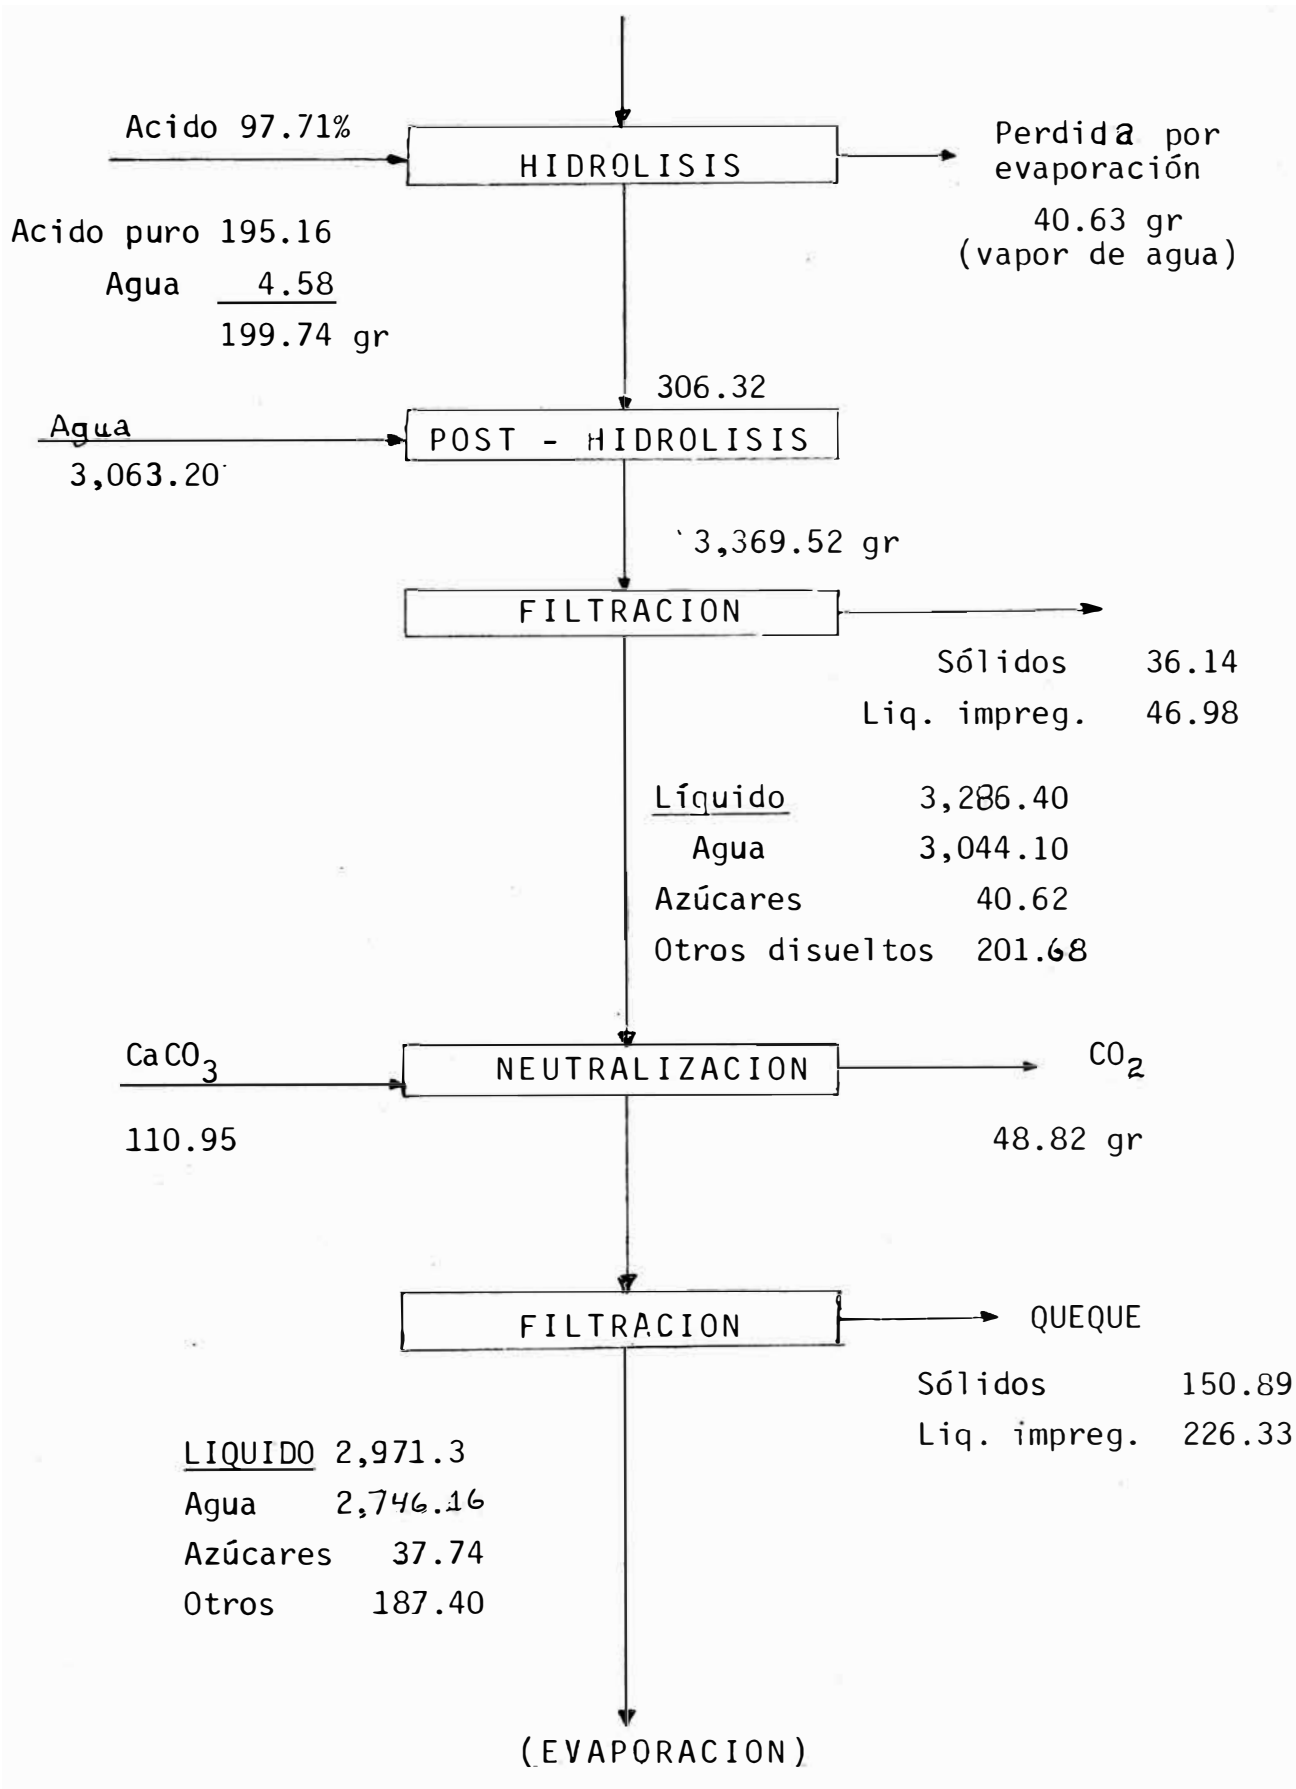 Acido 97.71%
HIDROLISIS
Perdida por
evaporación
40.63 gr
(vapor de agua)
Acido puro 195.16
Agua 4.58
199.74 gr
306.32
Agua
3,063.20
POST - HIDROLISIS
3,369.52 gr
FILTRACION
Sólidos 36.14
Liq. impreg. 46.98
Líquido 3,286.40
Agua 3,044.10
Azúcares 40.62
Otros disueltos 201.68
CaCO3
110.95
NEUTRALIZACION
CO2
48.82 gr
FILTRACION
QUEQUE
Sólidos 150.89
Liq. impreg. 226.33
LIQUIDO 2,971.3
Agua 2,746.16
Azúcares 37.74
Otros 187.40
(EVAPORACION)